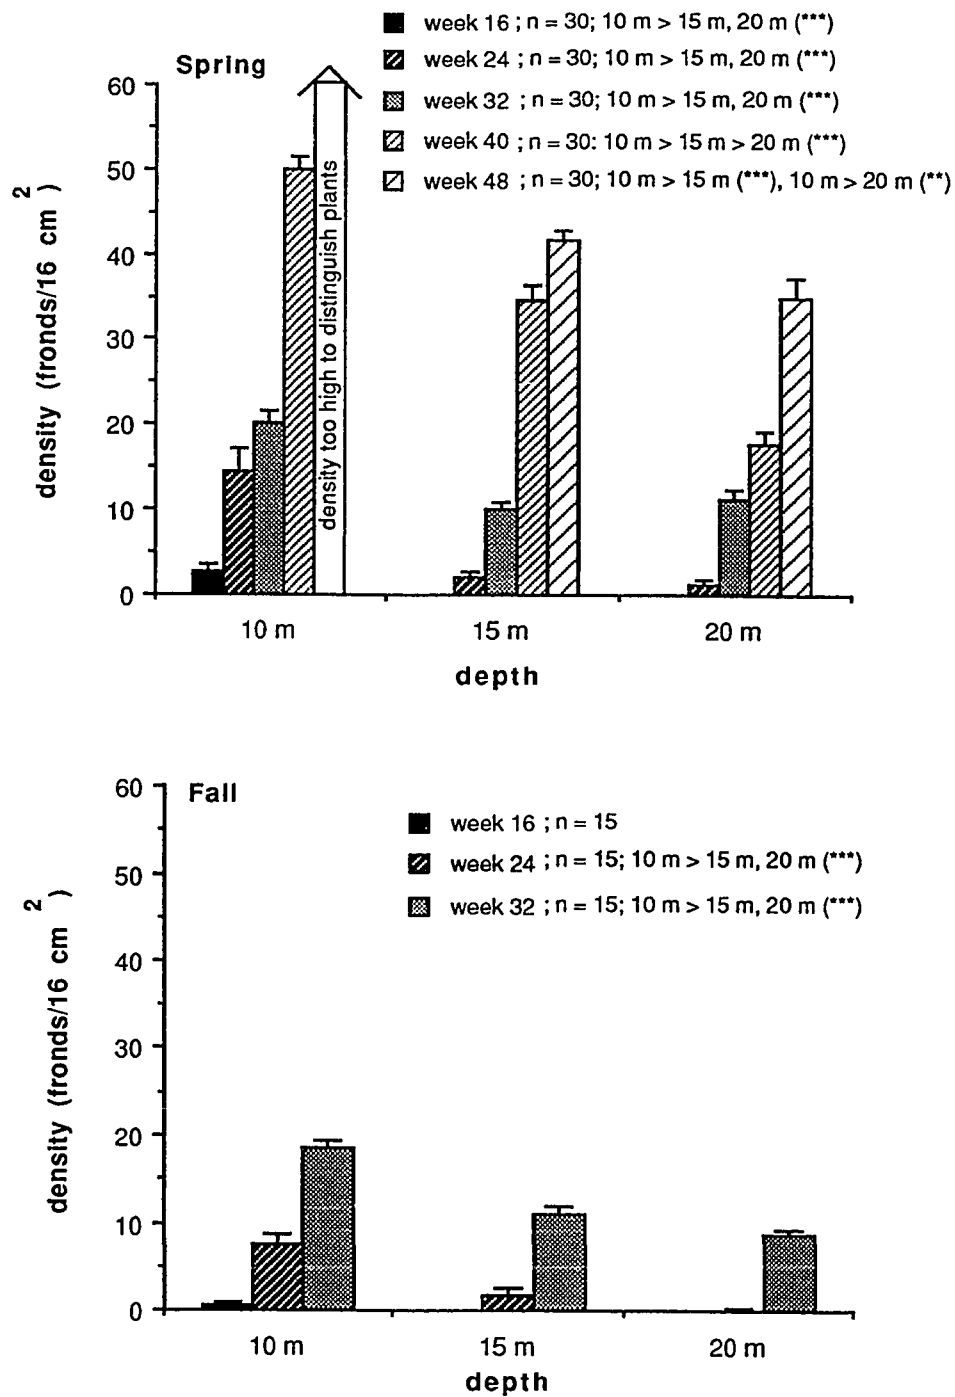 week 16 ; n = 30; 10 m > 15 m, 20 m (***)
week 24 ; n = 30; 10 m > 15 m, 20 m (***)
week 32 ; n = 30; 10 m > 15 m, 20 m (***)
week 40 ; n = 30: 10 m > 15 m > 20 m (***)
week 48 ; n = 30; 10 m > 15 m (***), 10 m > 20 m (**)
Spring
60
50
40
30
20
10
0
density (fronds/16 cm²)
density too high to distinguish plants
10 m
15 m
20 m
depth
Fall
week 16 ; n = 15
week 24 ; n = 15; 10 m > 15 m, 20 m (***)
week 32 ; n = 15; 10 m > 15 m, 20 m (***)
60
50
40
30
20
10
0
density (fronds/16 cm²)
10 m
15 m
20 m
depth